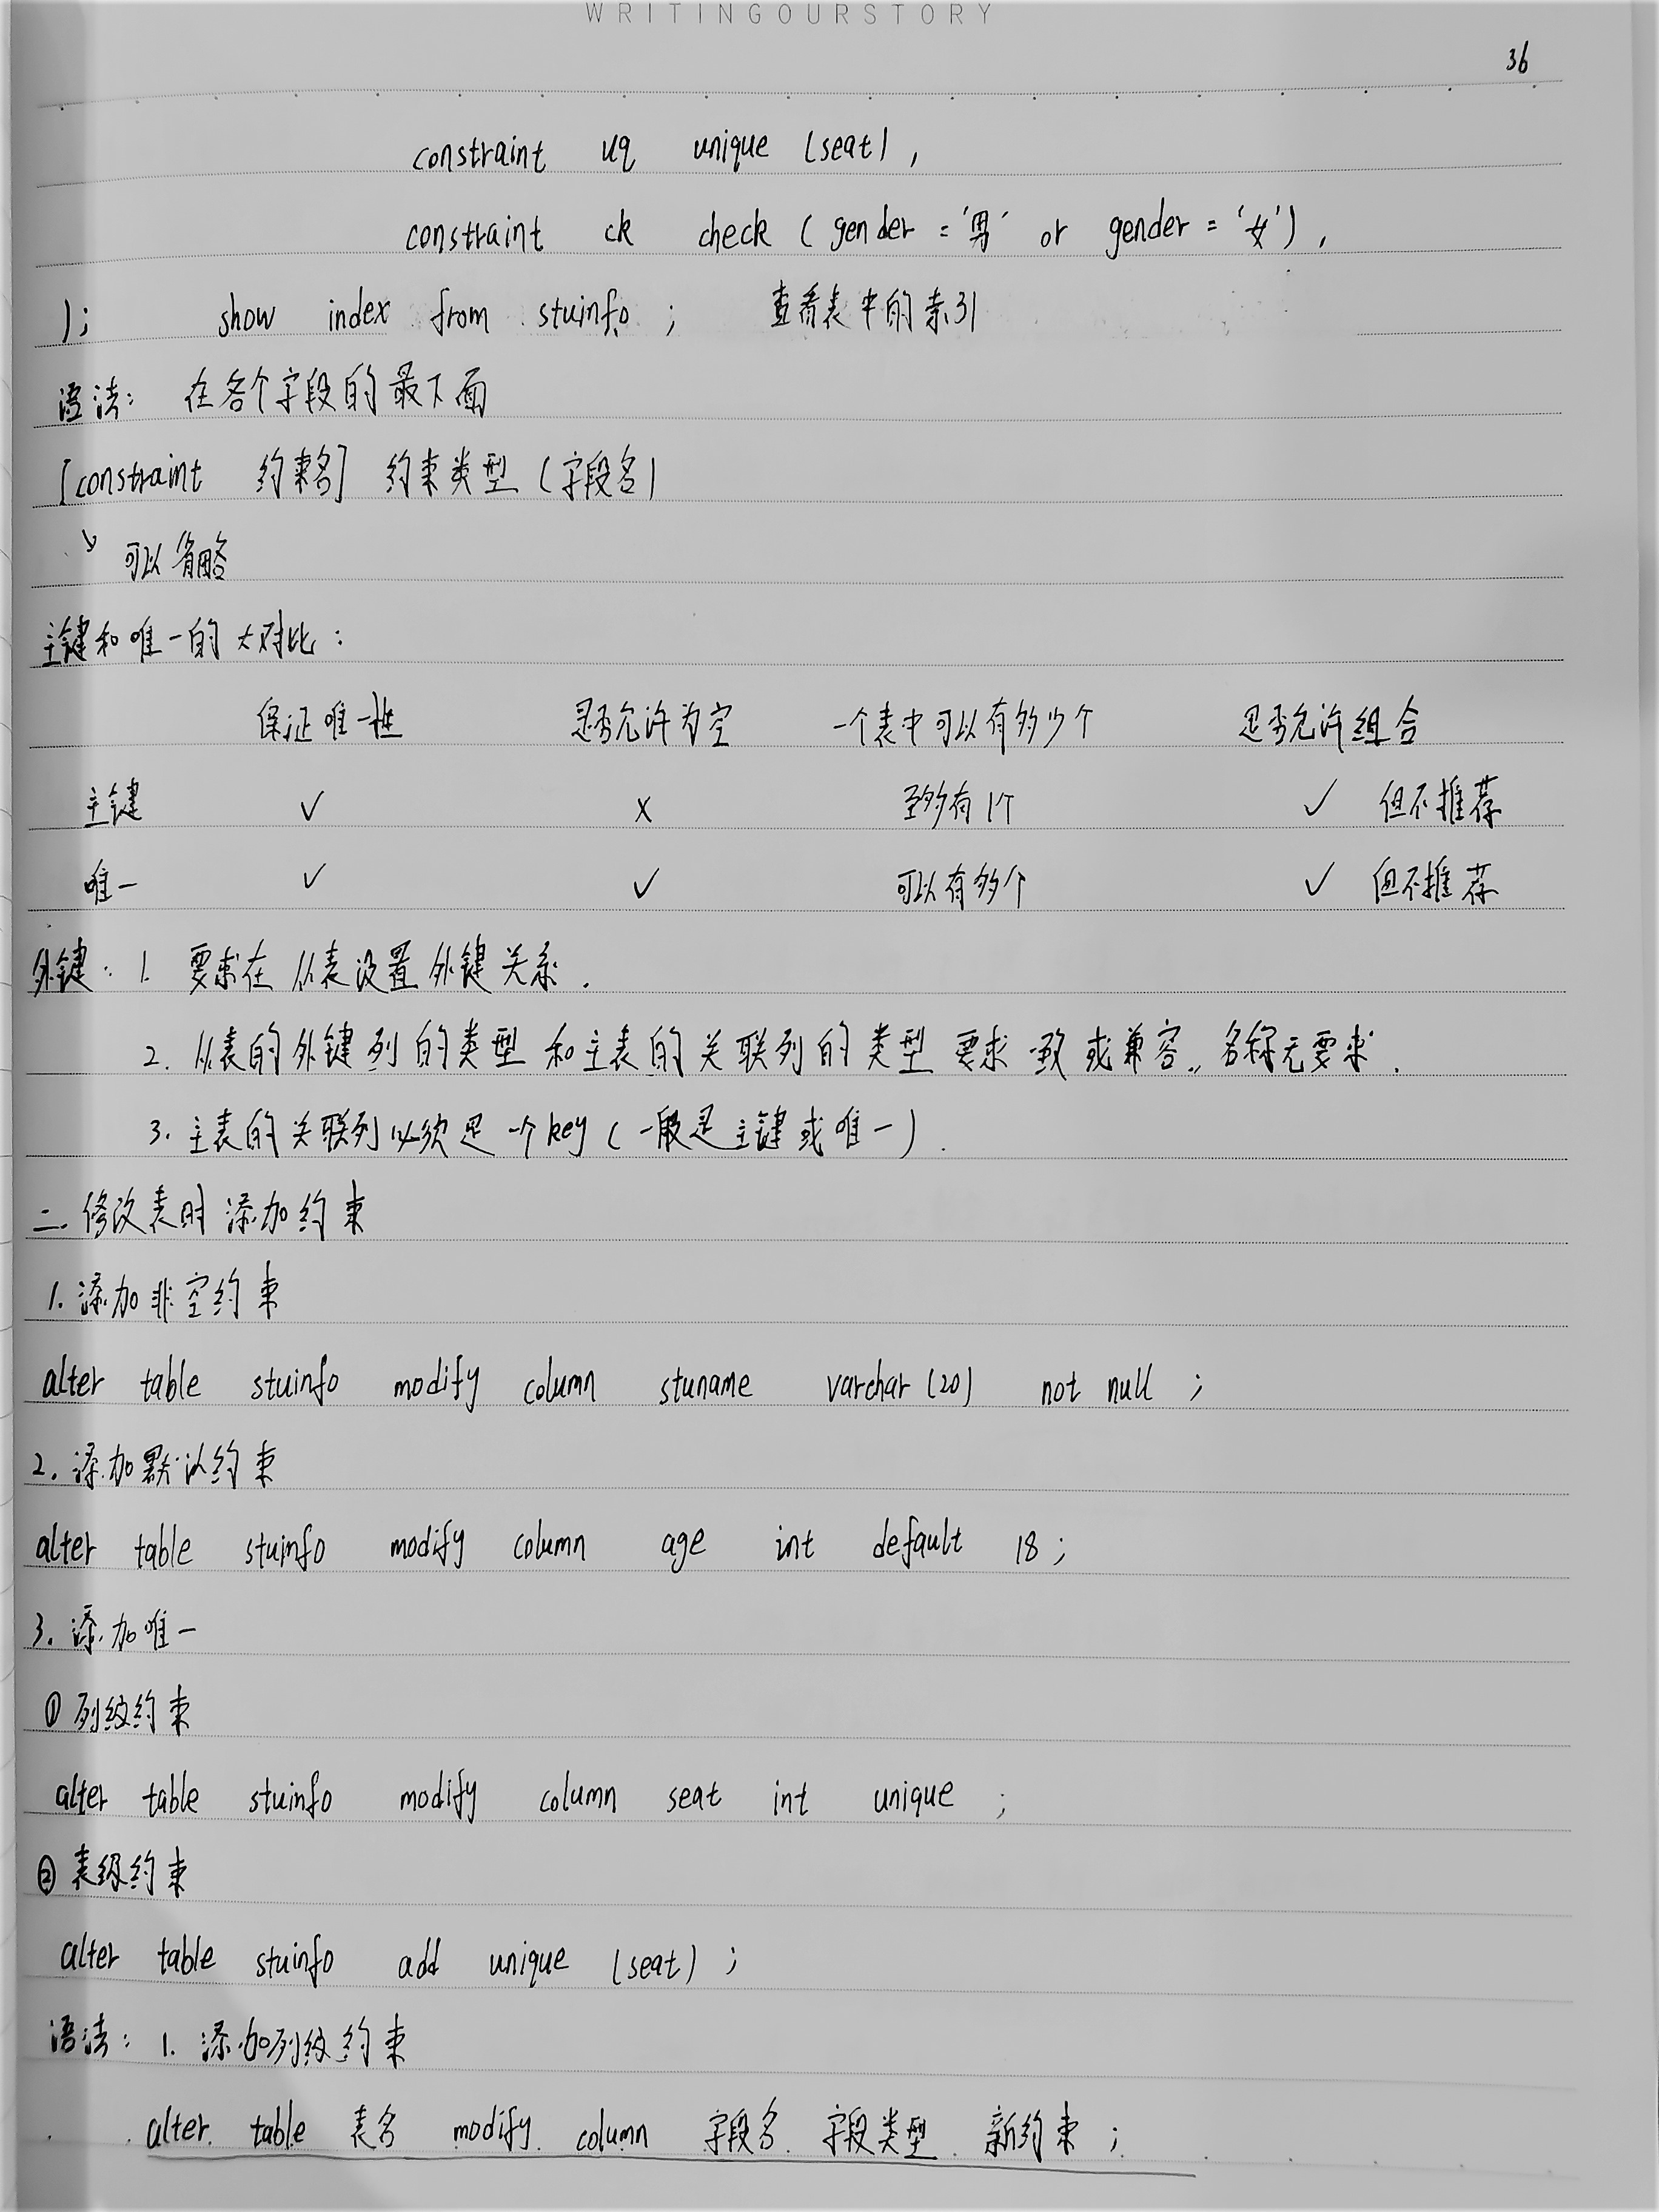 WRITINGOURSTORY
36
constraint uq unique (seat),
constraint ck check (gender = '男' or gender = '女'),
); show index from stuinfo ; 查看表中的索引
语法: 在各个字段的最下面
[constraint 约束名] 约束类型 (字段名)
↘ 可以省略
主键和唯一的大对比:
保证唯一性 是否允许为空 一个表中可以有多少个 是否允许组合
主键 ✓ x 至多有1个 ✓ 但不推荐
唯一 ✓ ✓ 可以有多个 ✓ 但不推荐
外键: 1. 要求在从表设置外键关系.
2. 从表的外键列的类型和主表的关联列的类型要求一致或兼容, 名称无要求.
3. 主表的关联列必须是一个key (一般是主键或唯一).
二. 修改表时添加约束
1. 添加非空约束
alter table stuinfo modify column stuname varchar(20) not null ;
2. 添加默认约束
alter table stuinfo modify column age int default 18 ;
3. 添加唯一
① 列级约束
alter table stuinfo modify column seat int unique ;
② 表级约束
alter table stuinfo add unique (seat) ;
语法: 1. 添加列级约束
alter table 表名 modify column 字段名 字段类型 新约束 ;